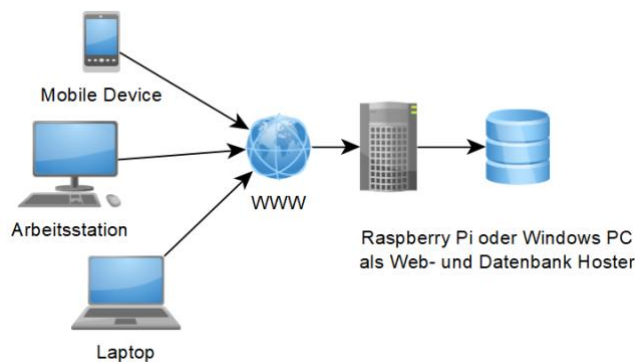 Mobile Device
Arbeitsstation
WWW
Raspberry Pi oder Windows PC
als Web- und Datenbank Hoster
Laptop